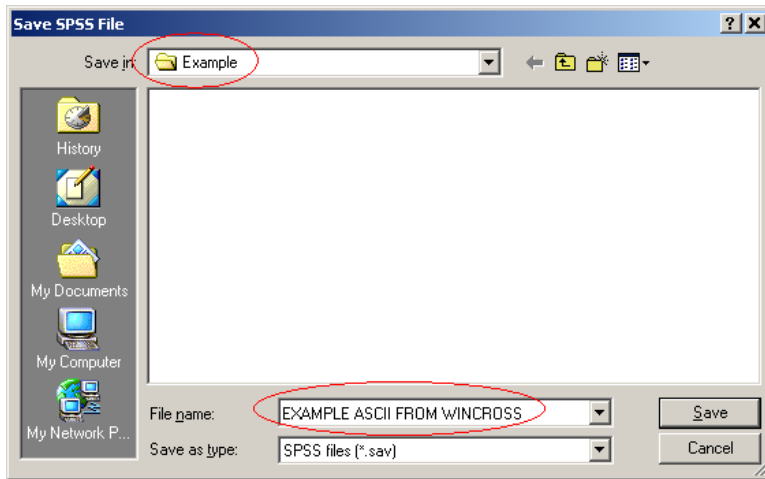 Save SPSS File
Save in:
Example
History
Desktop
My Documents
My Computer
My Network P...
File name:
EXAMPLE ASCII FROM WINCROSS
Save
Save as type:
SPSS files (*.sav)
Cancel